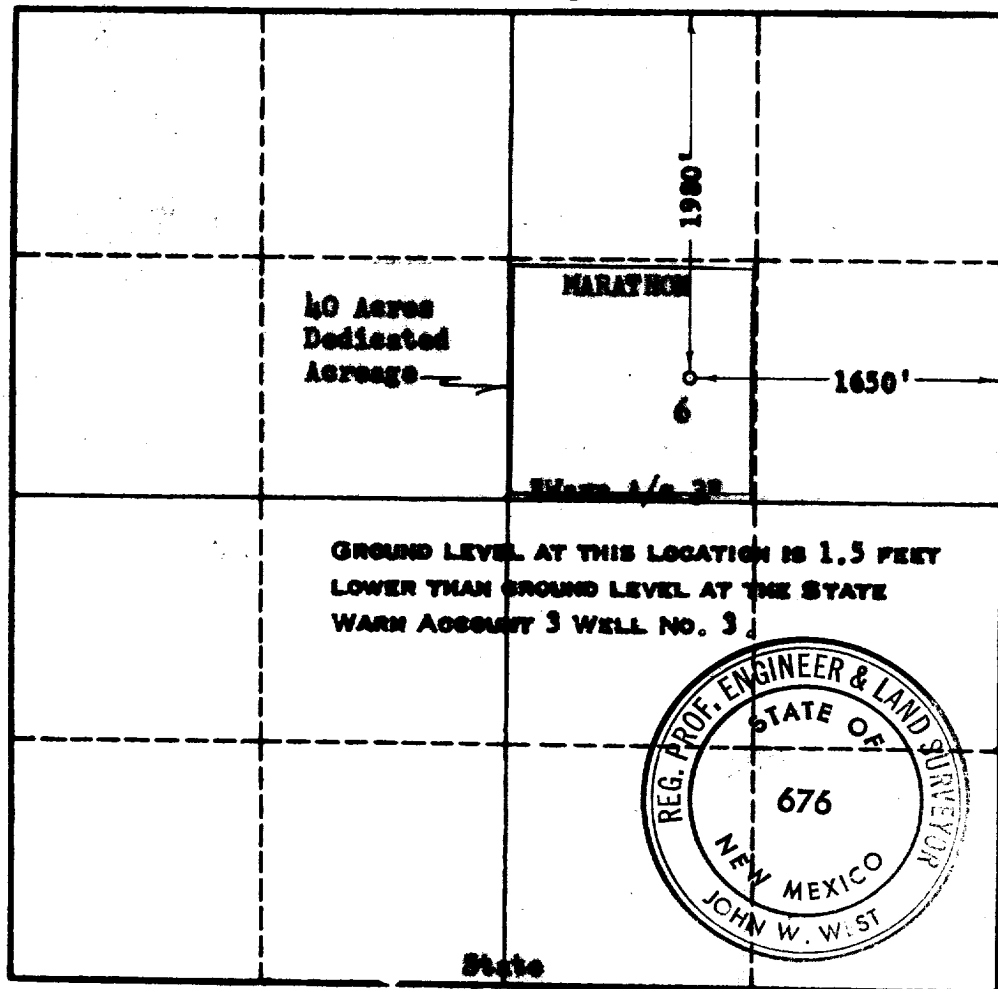 1980'
MARATHON
40 Acres
Dedicated
Acreage
1650'
6
GROUND LEVEL AT THIS LOCATION IS 1.5 FEET
LOWER THAN GROUND LEVEL AT THE STATE
WARN ACCOUNT 3 WELL NO. 3.
REG. PROF. ENGINEER & LAND SURVEYOR
STATE OF
676
NEW MEXICO
JOHN W. WEST
State